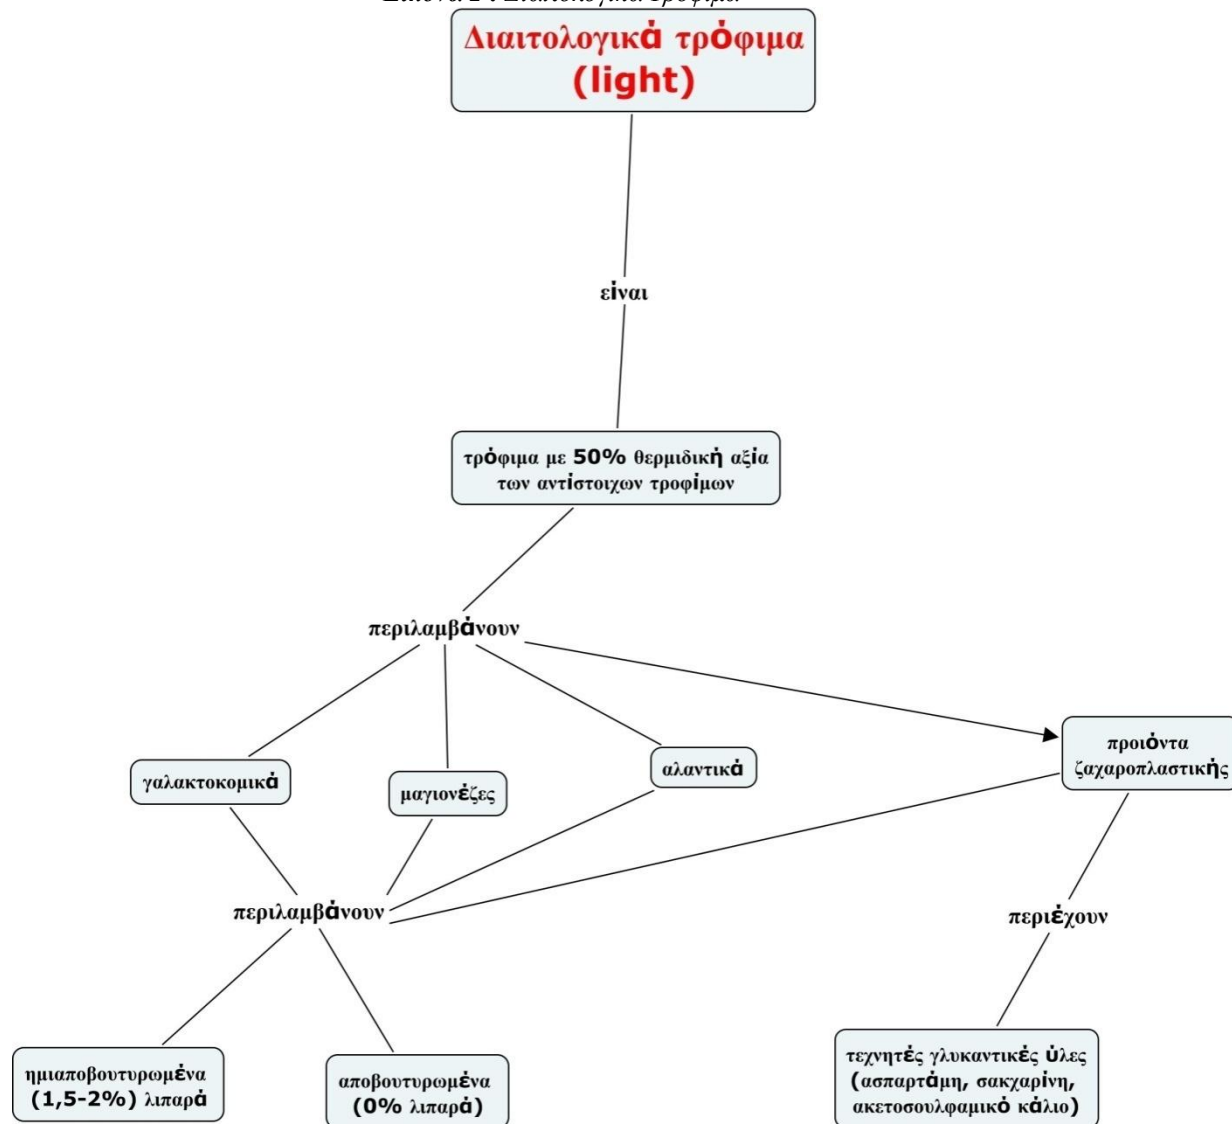 Διαιτολογικά τρόφιμα
(light)
είναι
τρόφιμα με 50% θερμιδική αξία
των αντίστοιχων τροφίμων
περιλαμβάνουν
γαλακτοκομικά
μαγιονέζες
αλαντικά
προιόντα
ζαχαροπλαστικής
περιλαμβάνουν
περιέχουν
ημιαποβουτυρωμένα
(1,5-2%) λιπαρά
αποβουτυρωμένα
(0% λιπαρά)
τεχνητές γλυκαντικές ύλες
(ασπαρτάμη, σακχαρίνη,
ακετοσουλφαμικό κάλιο)